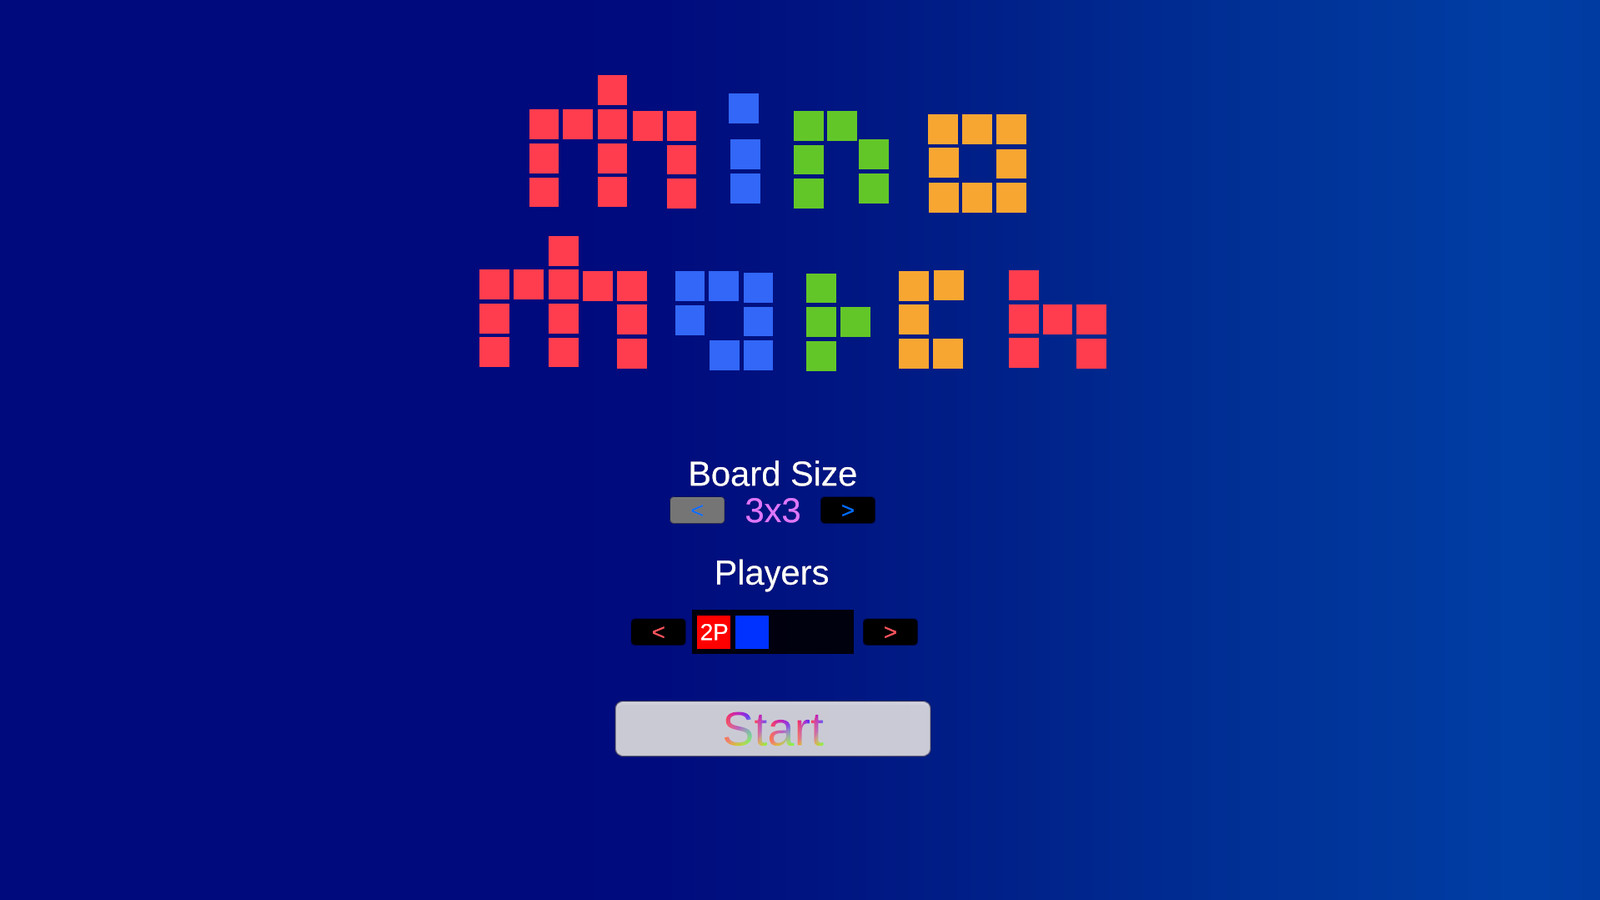 mino
match
Board Size
< 3x3 >
Players
< 2P >
Start